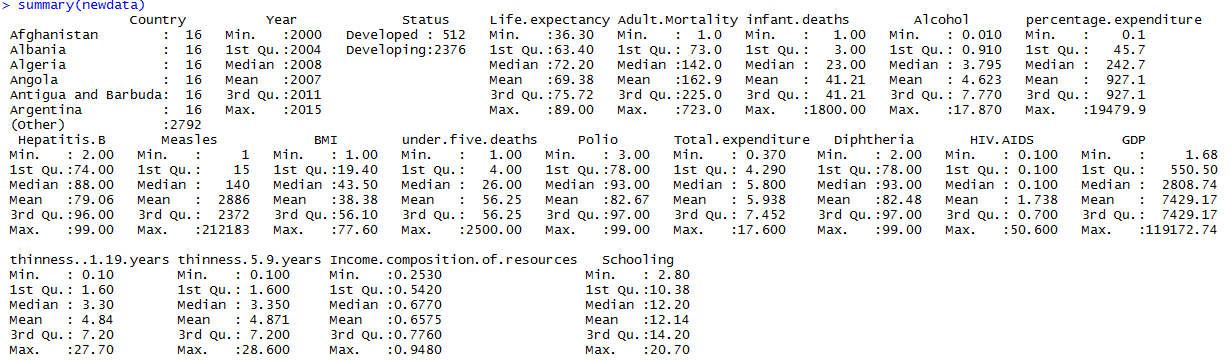 > summary(newdata)
Country Year Status Life.expectancy Adult.Mortality infant.deaths Alcohol percentage.expenditure
Afghanistan : 16 Min. :2000 Developed : 512 Min. :36.30 Min. : 1.0 Min. : 1.00 Min. : 0.010 Min. : 0.1
Albania : 16 1st Qu.:2004 Developing:2376 1st Qu.:63.40 1st Qu.: 73.0 1st Qu.: 3.00 1st Qu.: 0.910 1st Qu.: 45.7
Algeria : 16 Median :2008 Median :72.20 Median :142.0 Median : 23.00 Median : 3.795 Median : 242.7
Angola : 16 Mean :2007 Mean :69.38 Mean :162.9 Mean : 41.21 Mean : 4.623 Mean : 927.1
Antigua and Barbuda: 16 3rd Qu.:2011 3rd Qu.:75.72 3rd Qu.:225.0 3rd Qu.: 41.21 3rd Qu.: 7.770 3rd Qu.: 927.1
Argentina : 16 Max. :2015 Max. :89.00 Max. :723.0 Max. :1800.00 Max. :17.870 Max. :19479.9
(Other) :2792
Hepatitis.B Measles BMI under.five.deaths Polio Total.expenditure Diphtheria HIV.AIDS GDP
Min. : 2.00 Min. : 1 Min. : 1.00 Min. : 1.00 Min. : 3.00 Min. : 0.370 Min. : 2.00 Min. : 0.100 Min. : 1.68
1st Qu.:74.00 1st Qu.: 15 1st Qu.:19.40 1st Qu.: 4.00 1st Qu.:78.00 1st Qu.: 4.290 1st Qu.:78.00 1st Qu.: 0.100 1st Qu.: 550.50
Median :88.00 Median : 140 Median :43.50 Median : 26.00 Median :93.00 Median : 5.800 Median :93.00 Median : 0.100 Median : 2808.74
Mean :79.06 Mean : 2886 Mean :38.38 Mean : 56.25 Mean :82.67 Mean : 5.938 Mean :82.48 Mean : 1.738 Mean : 7429.17
3rd Qu.:96.00 3rd Qu.: 2372 3rd Qu.:56.10 3rd Qu.: 56.25 3rd Qu.:97.00 3rd Qu.: 7.452 3rd Qu.:97.00 3rd Qu.: 0.700 3rd Qu.: 7429.17
Max. :99.00 Max. :212183 Max. :77.60 Max. :2500.00 Max. :99.00 Max. :17.600 Max. :99.00 Max. :50.600 Max. :119172.74
thinness..1.19.years thinness.5.9.years Income.composition.of.resources Schooling
Min. : 0.10 Min. : 0.100 Min. :0.2530 Min. : 2.80
1st Qu.: 1.60 1st Qu.: 1.600 1st Qu.:0.5420 1st Qu.:10.38
Median : 3.30 Median : 3.350 Median :0.6770 Median :12.20
Mean : 4.84 Mean : 4.871 Mean :0.6575 Mean :12.14
3rd Qu.: 7.20 3rd Qu.: 7.200 3rd Qu.:0.7760 3rd Qu.:14.20
Max. :27.70 Max. :28.600 Max. :0.9480 Max. :20.70